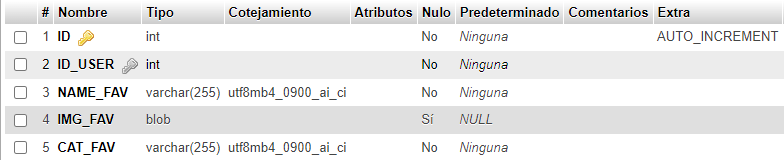 # Nombre Tipo Cotejamiento Atributos Nulo Predeterminado Comentarios Extra
1 ID int No Ninguna AUTO_INCREMENT
2 ID_USER int No Ninguna
3 NAME_FAV varchar(255) utf8mb4_0900_ai_ci No Ninguna
4 IMG_FAV blob Sí NULL
5 CAT_FAV varchar(255) utf8mb4_0900_ai_ci No Ninguna